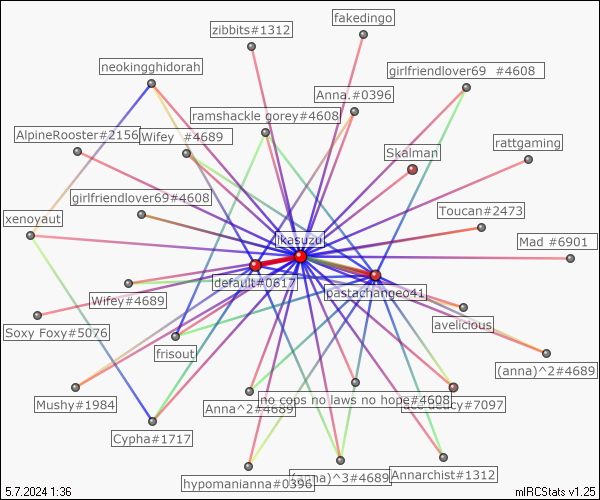 fakedingo
zibbits#1312
neokingghidorah
girlfriendlover69 #4608
Anna.#0396
ramshackle gorey#4608
AlpineRooster#2156
Wifey #4689
rattgaming
Skalman
girlfriendlover69#4608
Toucan#2473
xenoyaut
ikasuzu
Mad #6901
default#0617
pastachangeo41
Wifey#4689
avelicious
Soxy Foxy#5076
frisout
(anna)^2#4689
no cops no laws no hope#4608
Mushy#1984
Anna^2#4689
#7097
Cypha#1717
(anna)^3#4689
Annarchist#1312
hypomanianna#0396
5.7.2024 1:36
mIRCStats v1.25